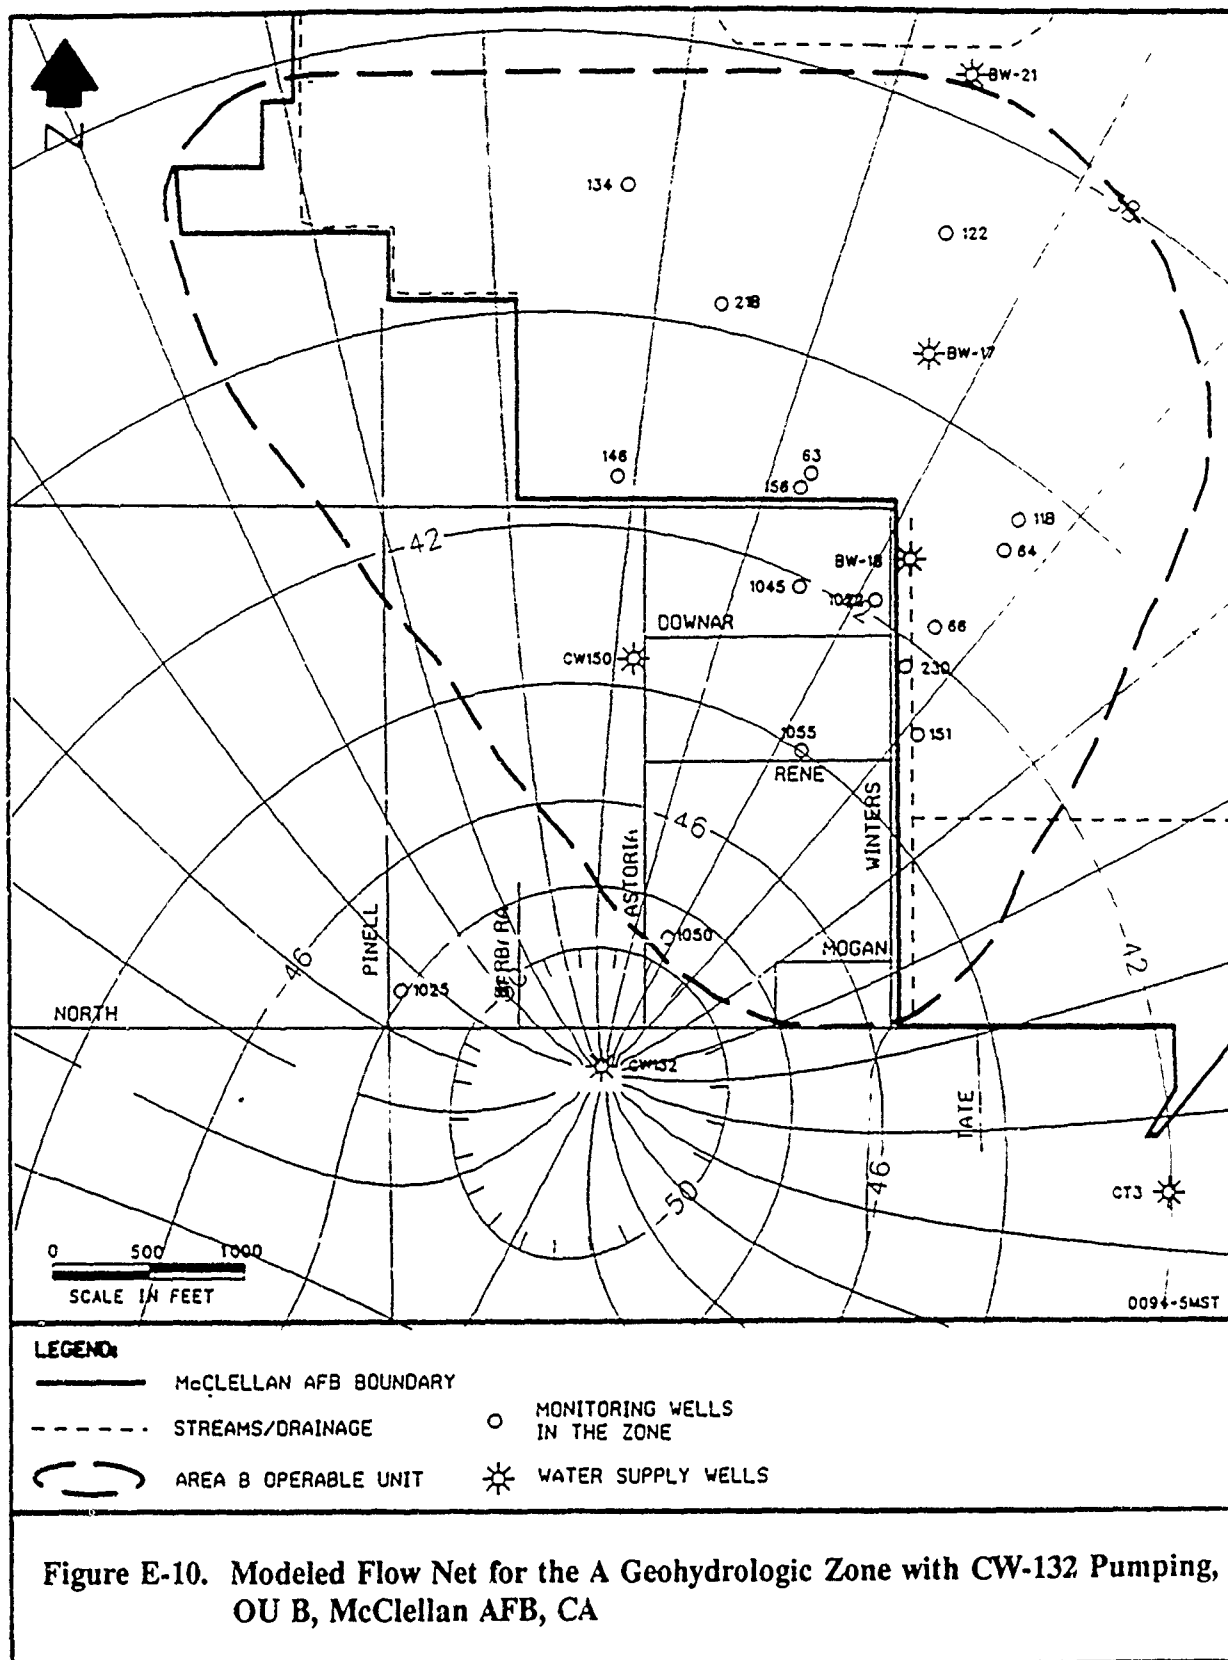 N
BW-21
134
38
122
218
BW-17
146
63
156
118
-42
64
BW-18
1045
1022
DOWNAR
66
CW150
230
1055
151
RENE
-46
WINTERS
ASTORIA
1050
MOGAN
PINELL
-46
42
1025
NORTH
CW132
TATE
-46
-50
CT3
0 500 1000
SCALE IN FEET
0094-5MST
LEGEND:
McCLELLAN AFB BOUNDARY
STREAMS/DRAINAGE
MONITORING WELLS
IN THE ZONE
AREA B OPERABLE UNIT
WATER SUPPLY WELLS
Figure E-10. Modeled Flow Net for the A Geohydrologic Zone with CW-132 Pumping,
OU B, McClellan AFB, CA